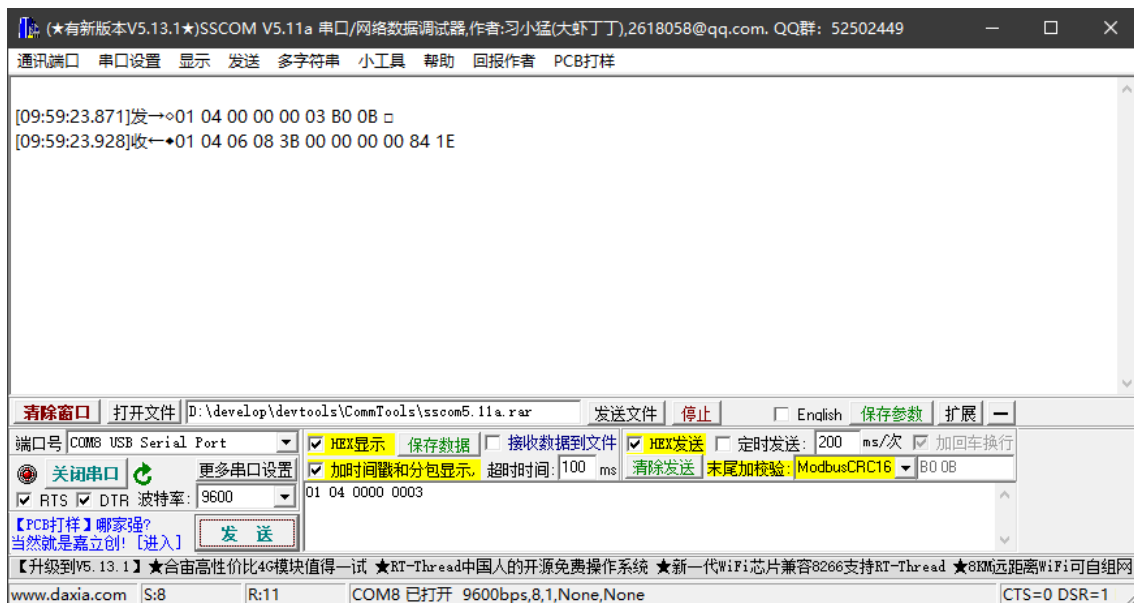 (★有新版本V5.13.1★)SSCOM V5.11a 串口/网络数据调试器,作者:习小猛(大虾丁丁),2618058@qq.com. QQ群: 52502449
通讯端口 串口设置 显示 发送 多字符串 小工具 帮助 回报作者 PCB打样
[09:59:23.871]发→◇01 04 00 00 00 03 B0 0B □
[09:59:23.928]收←◆01 04 06 08 3B 00 00 00 00 84 1E
清除窗口 打开文件 D:\develop\devtools\CommTools\sscom5.11a.rar 发送文件 停止 English 保存参数 扩展 —
端口号 COM8 USB Serial Port HEX显示 保存数据 接收数据到文件 HEX发送 定时发送: 200 ms/次 加回车换行
关闭串口 更多串口设置 加时间戳和分包显示, 超时时间: 100 ms 清除发送 末尾加校验: ModbusCRC16 B0 0B
RTS DTR 波特率: 9600 01 04 0000 0003
【PCB打样】哪家强?
当然就是嘉立创! [进入] 发 送
【升级到V5.13.1】★合宙高性价比4G模块值得一试 ★RT-Thread中国人的开源免费操作系统 ★新一代WiFi芯片兼容8266支持RT-Thread ★8KM远距离WiFi可自组网
www.daxia.com S:8 R:11 COM8 已打开 9600bps,8,1,None,None CTS=0 DSR=1